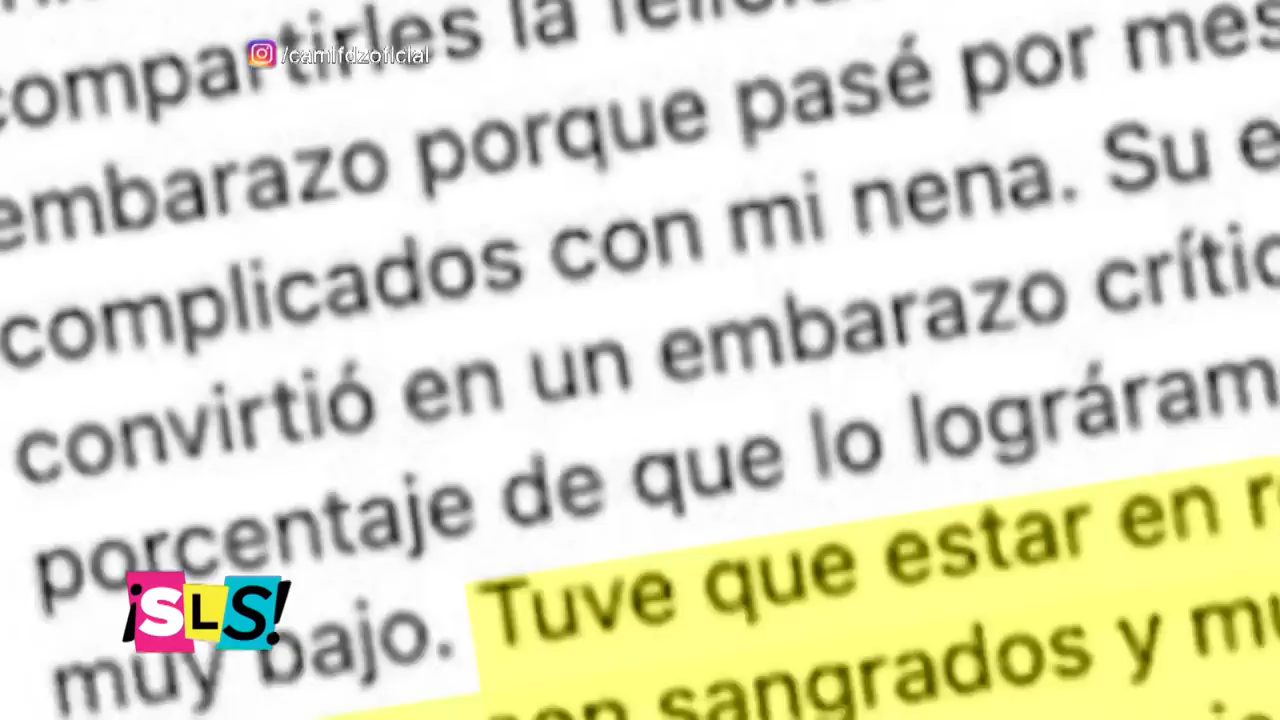 /camifdzoficial
compartirles la
embarazo porque pasé por
complicados con mi nena. Su
convirtió en un embarazo
porcentaje de que lo
muy bajo. Tuve que estar en
sangrados y
¡SLS!